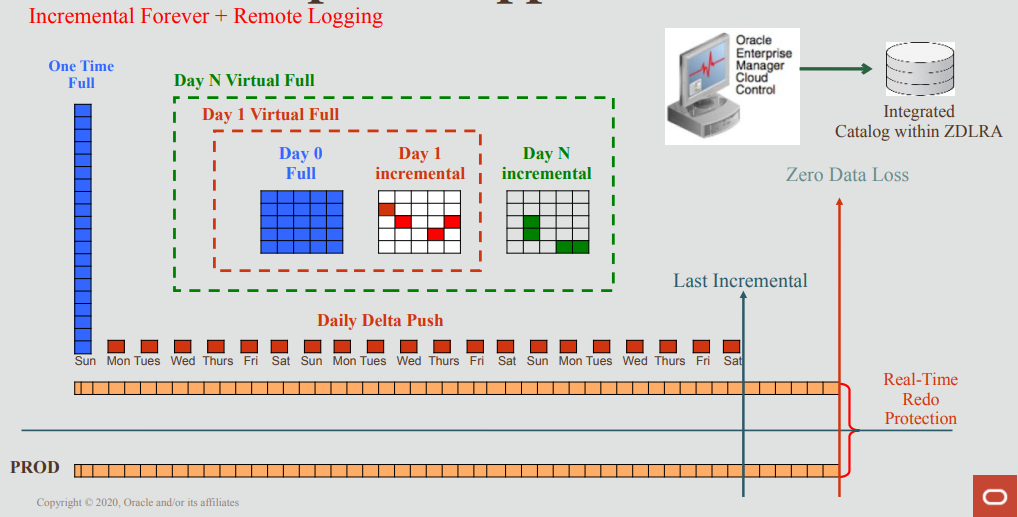 Incremental Forever + Remote Logging
One Time
Full
Day N Virtual Full
Day 1 Virtual Full
Day 0
Full
Day 1
incremental
Day N
incremental
Oracle
Enterprise
Manager
Cloud
Control
Integrated
Catalog within ZDLRA
Zero Data Loss
Last Incremental
Daily Delta Push
Sun Mon Tues Wed Thurs Fri Sat Sun Mon Tues Wed Thurs Fri Sat Sun Mon Tues Wed Thurs Fri Sat
Real-Time
Redo
Protection
PROD
Copyright © 2020, Oracle and/or its affiliates